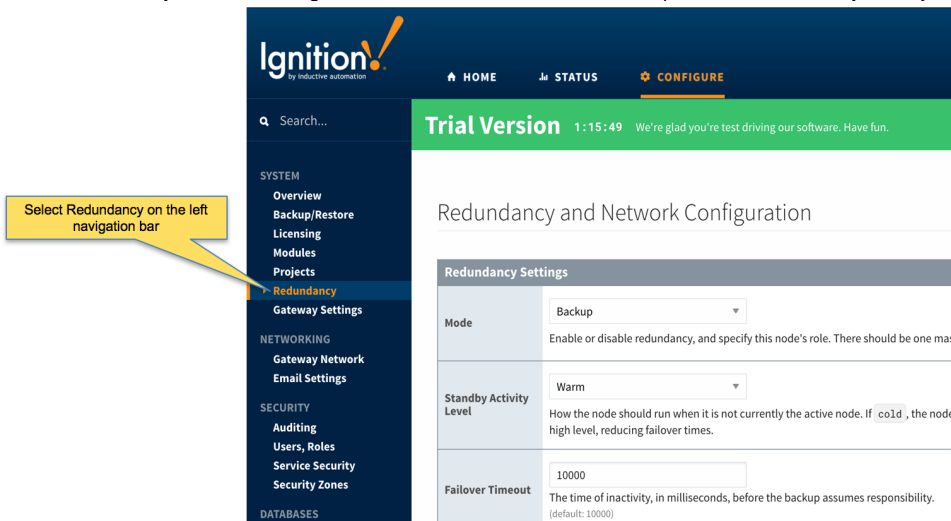 Ignition!
by inductive automation
HOME
STATUS
CONFIGURE
Search...
Trial Version 1:15:49 We're glad you're test driving our software. Have fun.
SYSTEM
Overview
Backup/Restore
Licensing
Modules
Projects
Redundancy
Gateway Settings
NETWORKING
Gateway Network
Email Settings
SECURITY
Auditing
Users, Roles
Service Security
Security Zones
DATABASES
Select Redundancy on the left
navigation bar
Redundancy and Network Configuration
Redundancy Settings
Mode
Backup
Enable or disable redundancy, and specify this node's role. There should be one mas
Standby Activity
Level
Warm
How the node should run when it is not currently the active node. If cold , the node
high level, reducing failover times.
Failover Timeout
10000
The time of inactivity, in milliseconds, before the backup assumes responsibility.
(default: 10000)